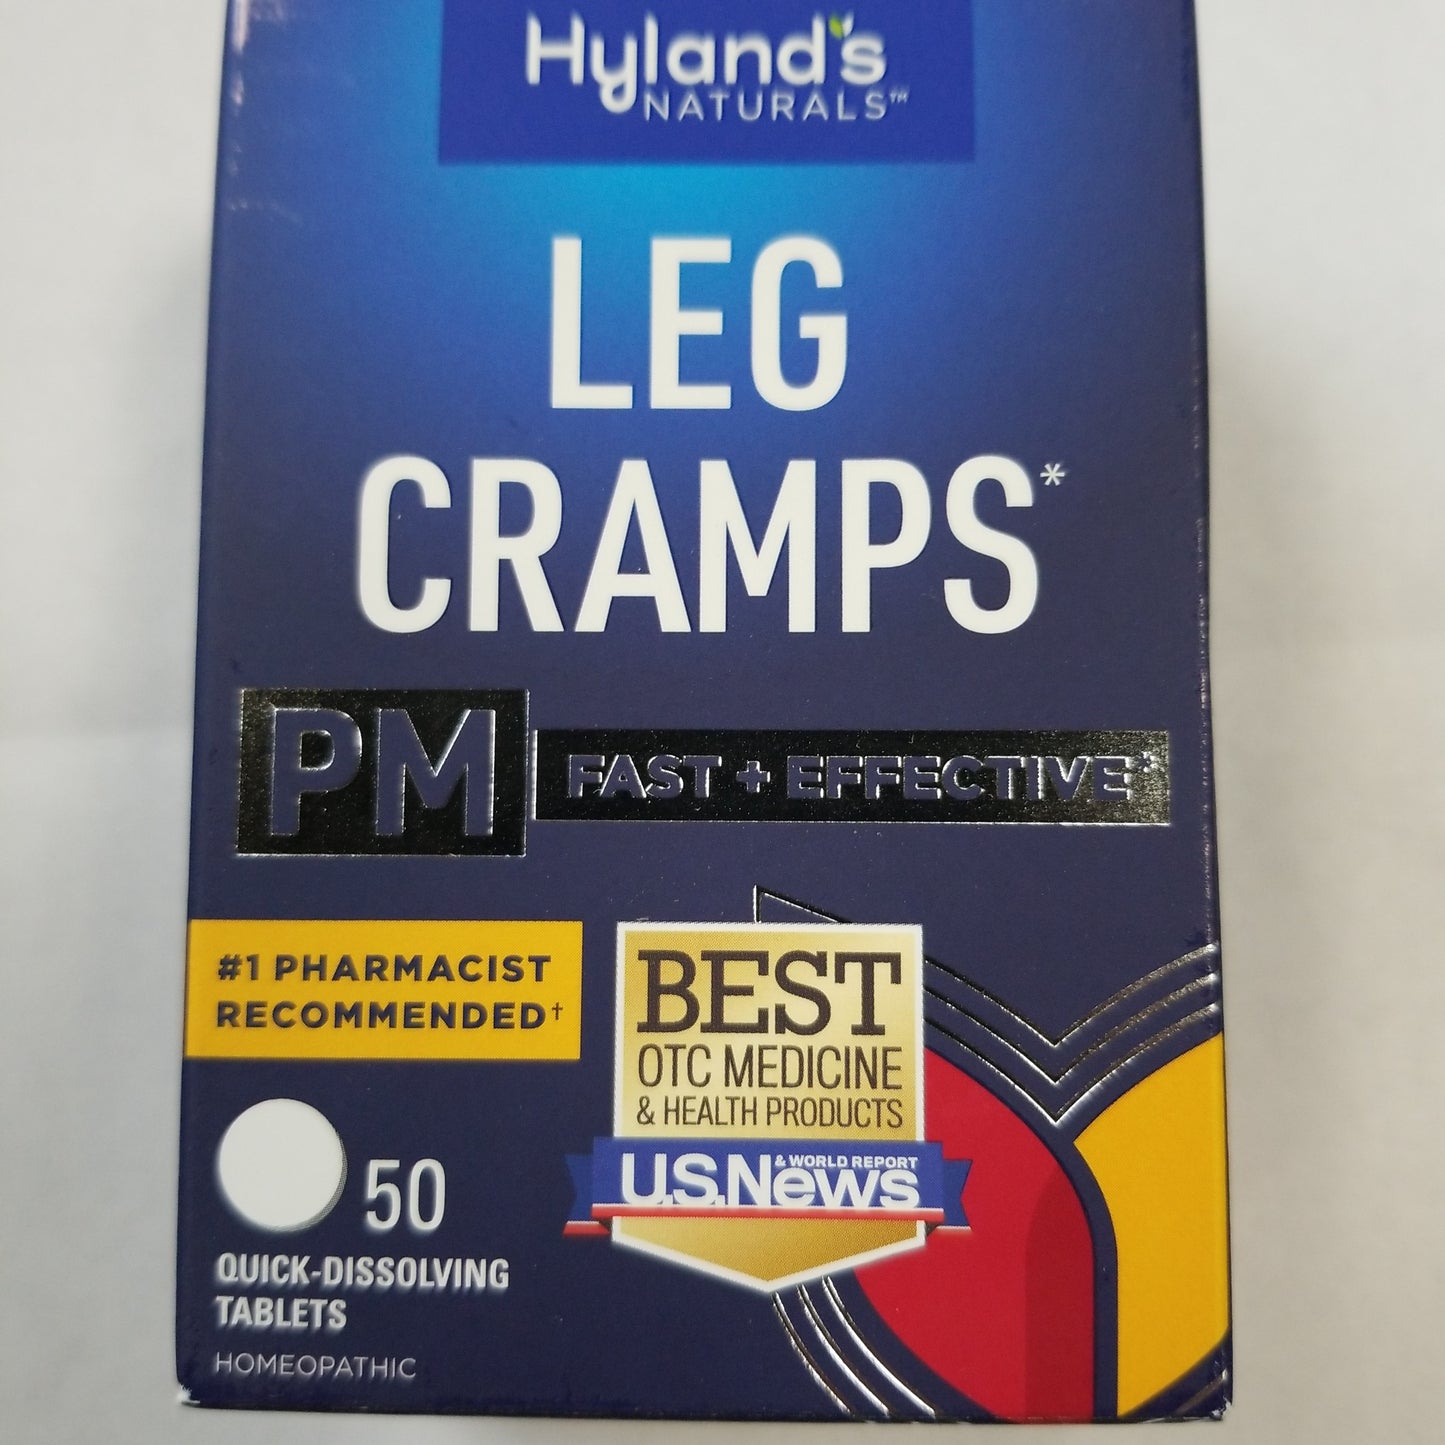 Hyland's
NATURALS™
LEG
CRAMPS*
PM
FAST + EFFECTIVE*
#1 PHARMACIST
RECOMMENDED†
BEST
OTC MEDICINE
& HEALTH PRODUCTS
& WORLD REPORT
U.S.News
50
QUICK-DISSOLVING
TABLETS
HOMEOPATHIC